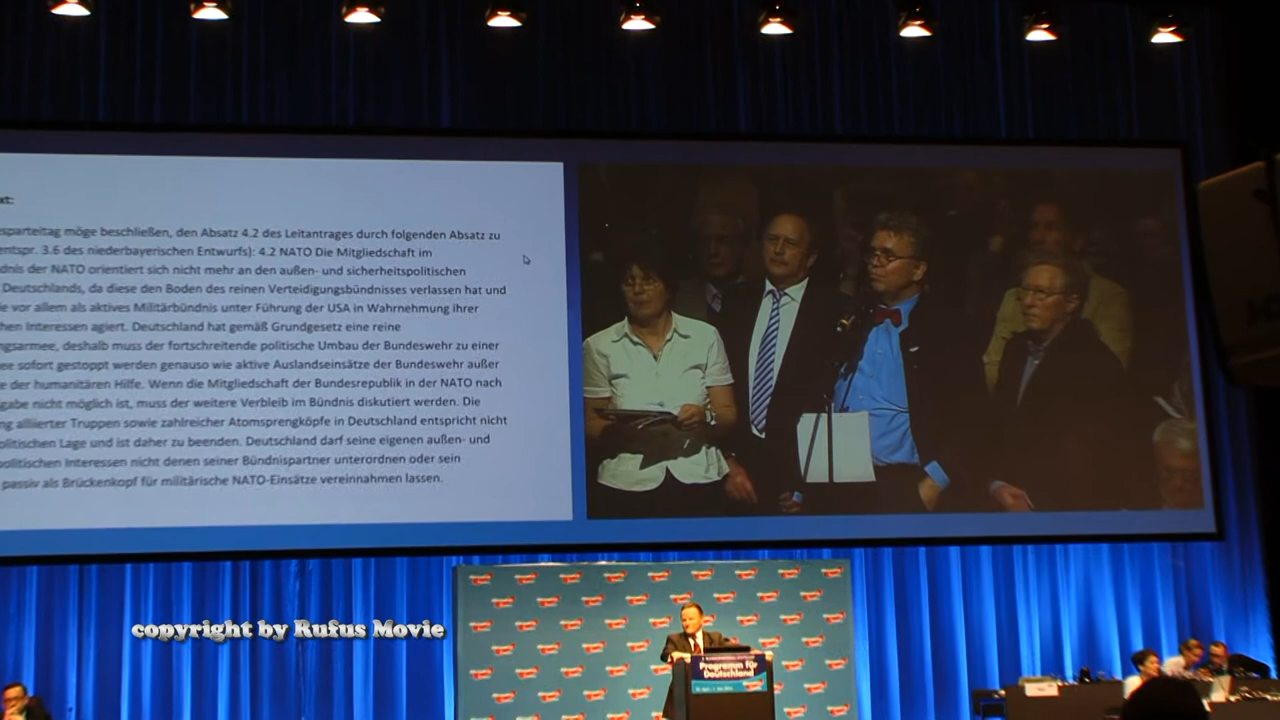 xt:
sparteitag möge beschließen, den Absatz 4.2 des Leitantrages durch folgenden Absatz zu
entspr. 3.6 des niederbayerischen Entwurfs): 4.2 NATO Die Mitgliedschaft im
dnis der NATO orientiert sich nicht mehr an den außen- und sicherheitspolitischen
Deutschlands, da diese den Boden des reinen Verteidigungsbündnisses verlassen hat und
ie vor allem als aktives Militärbündnis unter Führung der USA in Wahrnehmung ihrer
hen Interessen agiert. Deutschland hat gemäß Grundgesetz eine reine
ngsarmee, deshalb muss der fortschreitende politische Umbau der Bundeswehr zu einer
ee sofort gestoppt werden genauso wie aktive Auslandseinsätze der Bundeswehr außer
e der humanitären Hilfe. Wenn die Mitgliedschaft der Bundesrepublik in der NATO nach
gabe nicht möglich ist, muss der weitere Verbleib im Bündnis diskutiert werden. Die
ng alliierter Truppen sowie zahlreicher Atomsprengköpfe in Deutschland entspricht nicht
olitischen Lage und ist daher zu beenden. Deutschland darf seine eigenen außen- und
politischen Interessen nicht denen seiner Bündnispartner unterordnen oder sein
passiv als Brückenkopf für militärische NATO-Einsätze vereinnahmen lassen.
copyright by Rufus Movie
Programm für
Deutschland